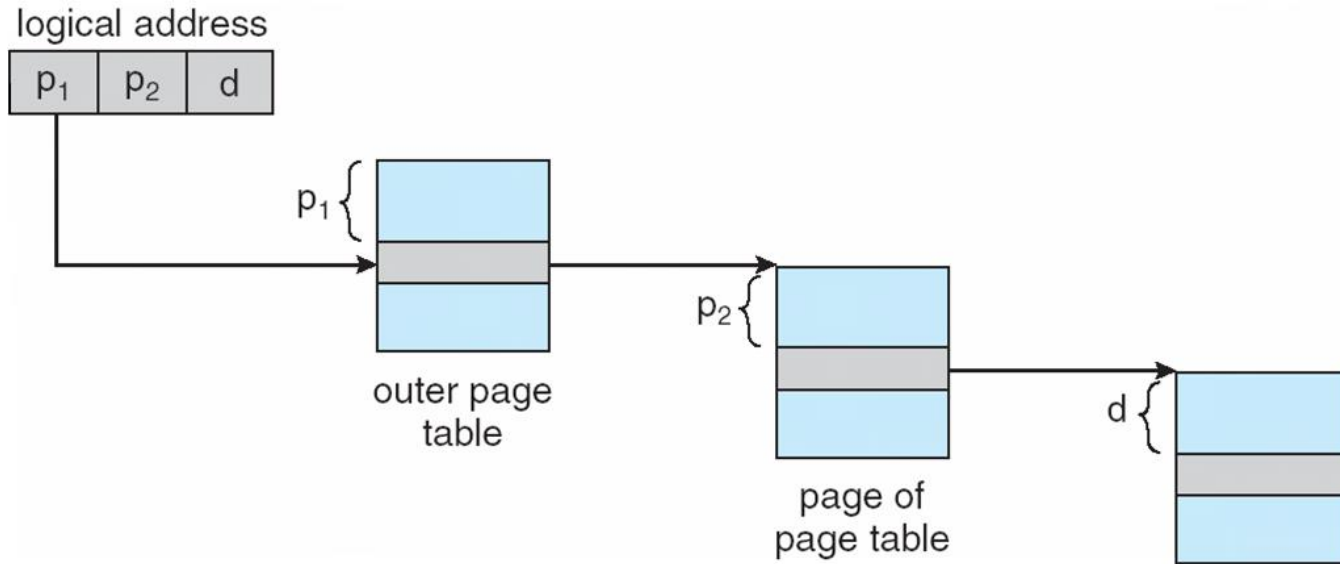 logical address
p₁ p₂ d
p₁
outer page
table
p₂
page of
page table
d